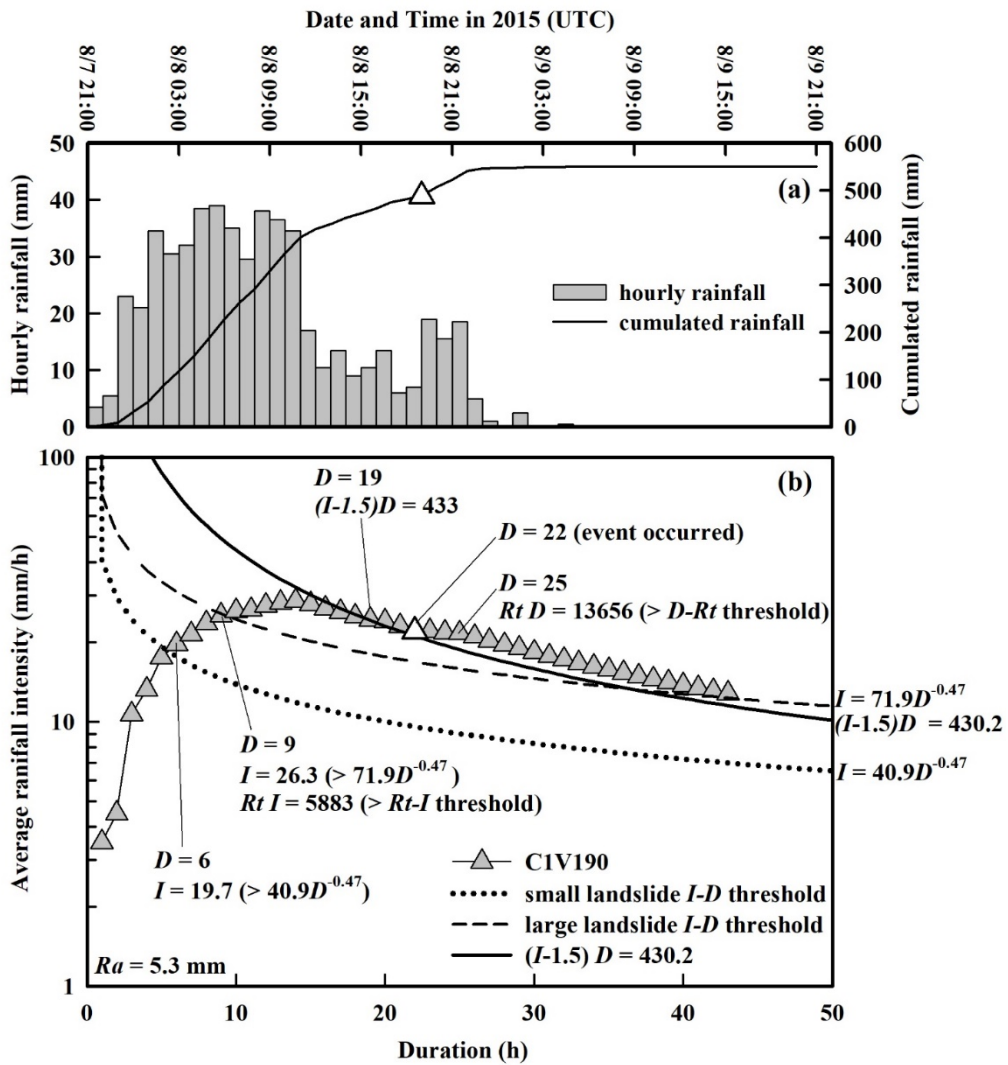 Date and Time in 2015 (UTC)
8/7 21:00
8/8 03:00
8/8 09:00
8/8 15:00
8/8 21:00
8/9 03:00
8/9 09:00
8/9 15:00
8/9 21:00
Hourly rainfall (mm)
50
40
30
20
10
0
(a)
hourly rainfall
cumulated rainfall
600
500
400
300
200
100
0
Cumulated rainfall (mm)
Average ranifall intensity (mm/h)
100
10
1
(b)
D = 19
(I-1.5)D = 433
D = 22 (event occurred)
D = 25
Rt D = 13656 (> D-Rt threshold)
I = 71.9D^-0.47
(I-1.5)D = 430.2
I = 40.9D^-0.47
D = 9
I = 26.3 (> 71.9D^-0.47)
Rt I = 5883 (> Rt-I threshold)
D = 6
I = 19.7 (> 40.9D^-0.47)
C1V190
small landslide I-D threshold
large landslide I-D threshold
(I-1.5) D = 430.2
Ra = 5.3 mm
0 10 20 30 40 50
Duration (h)